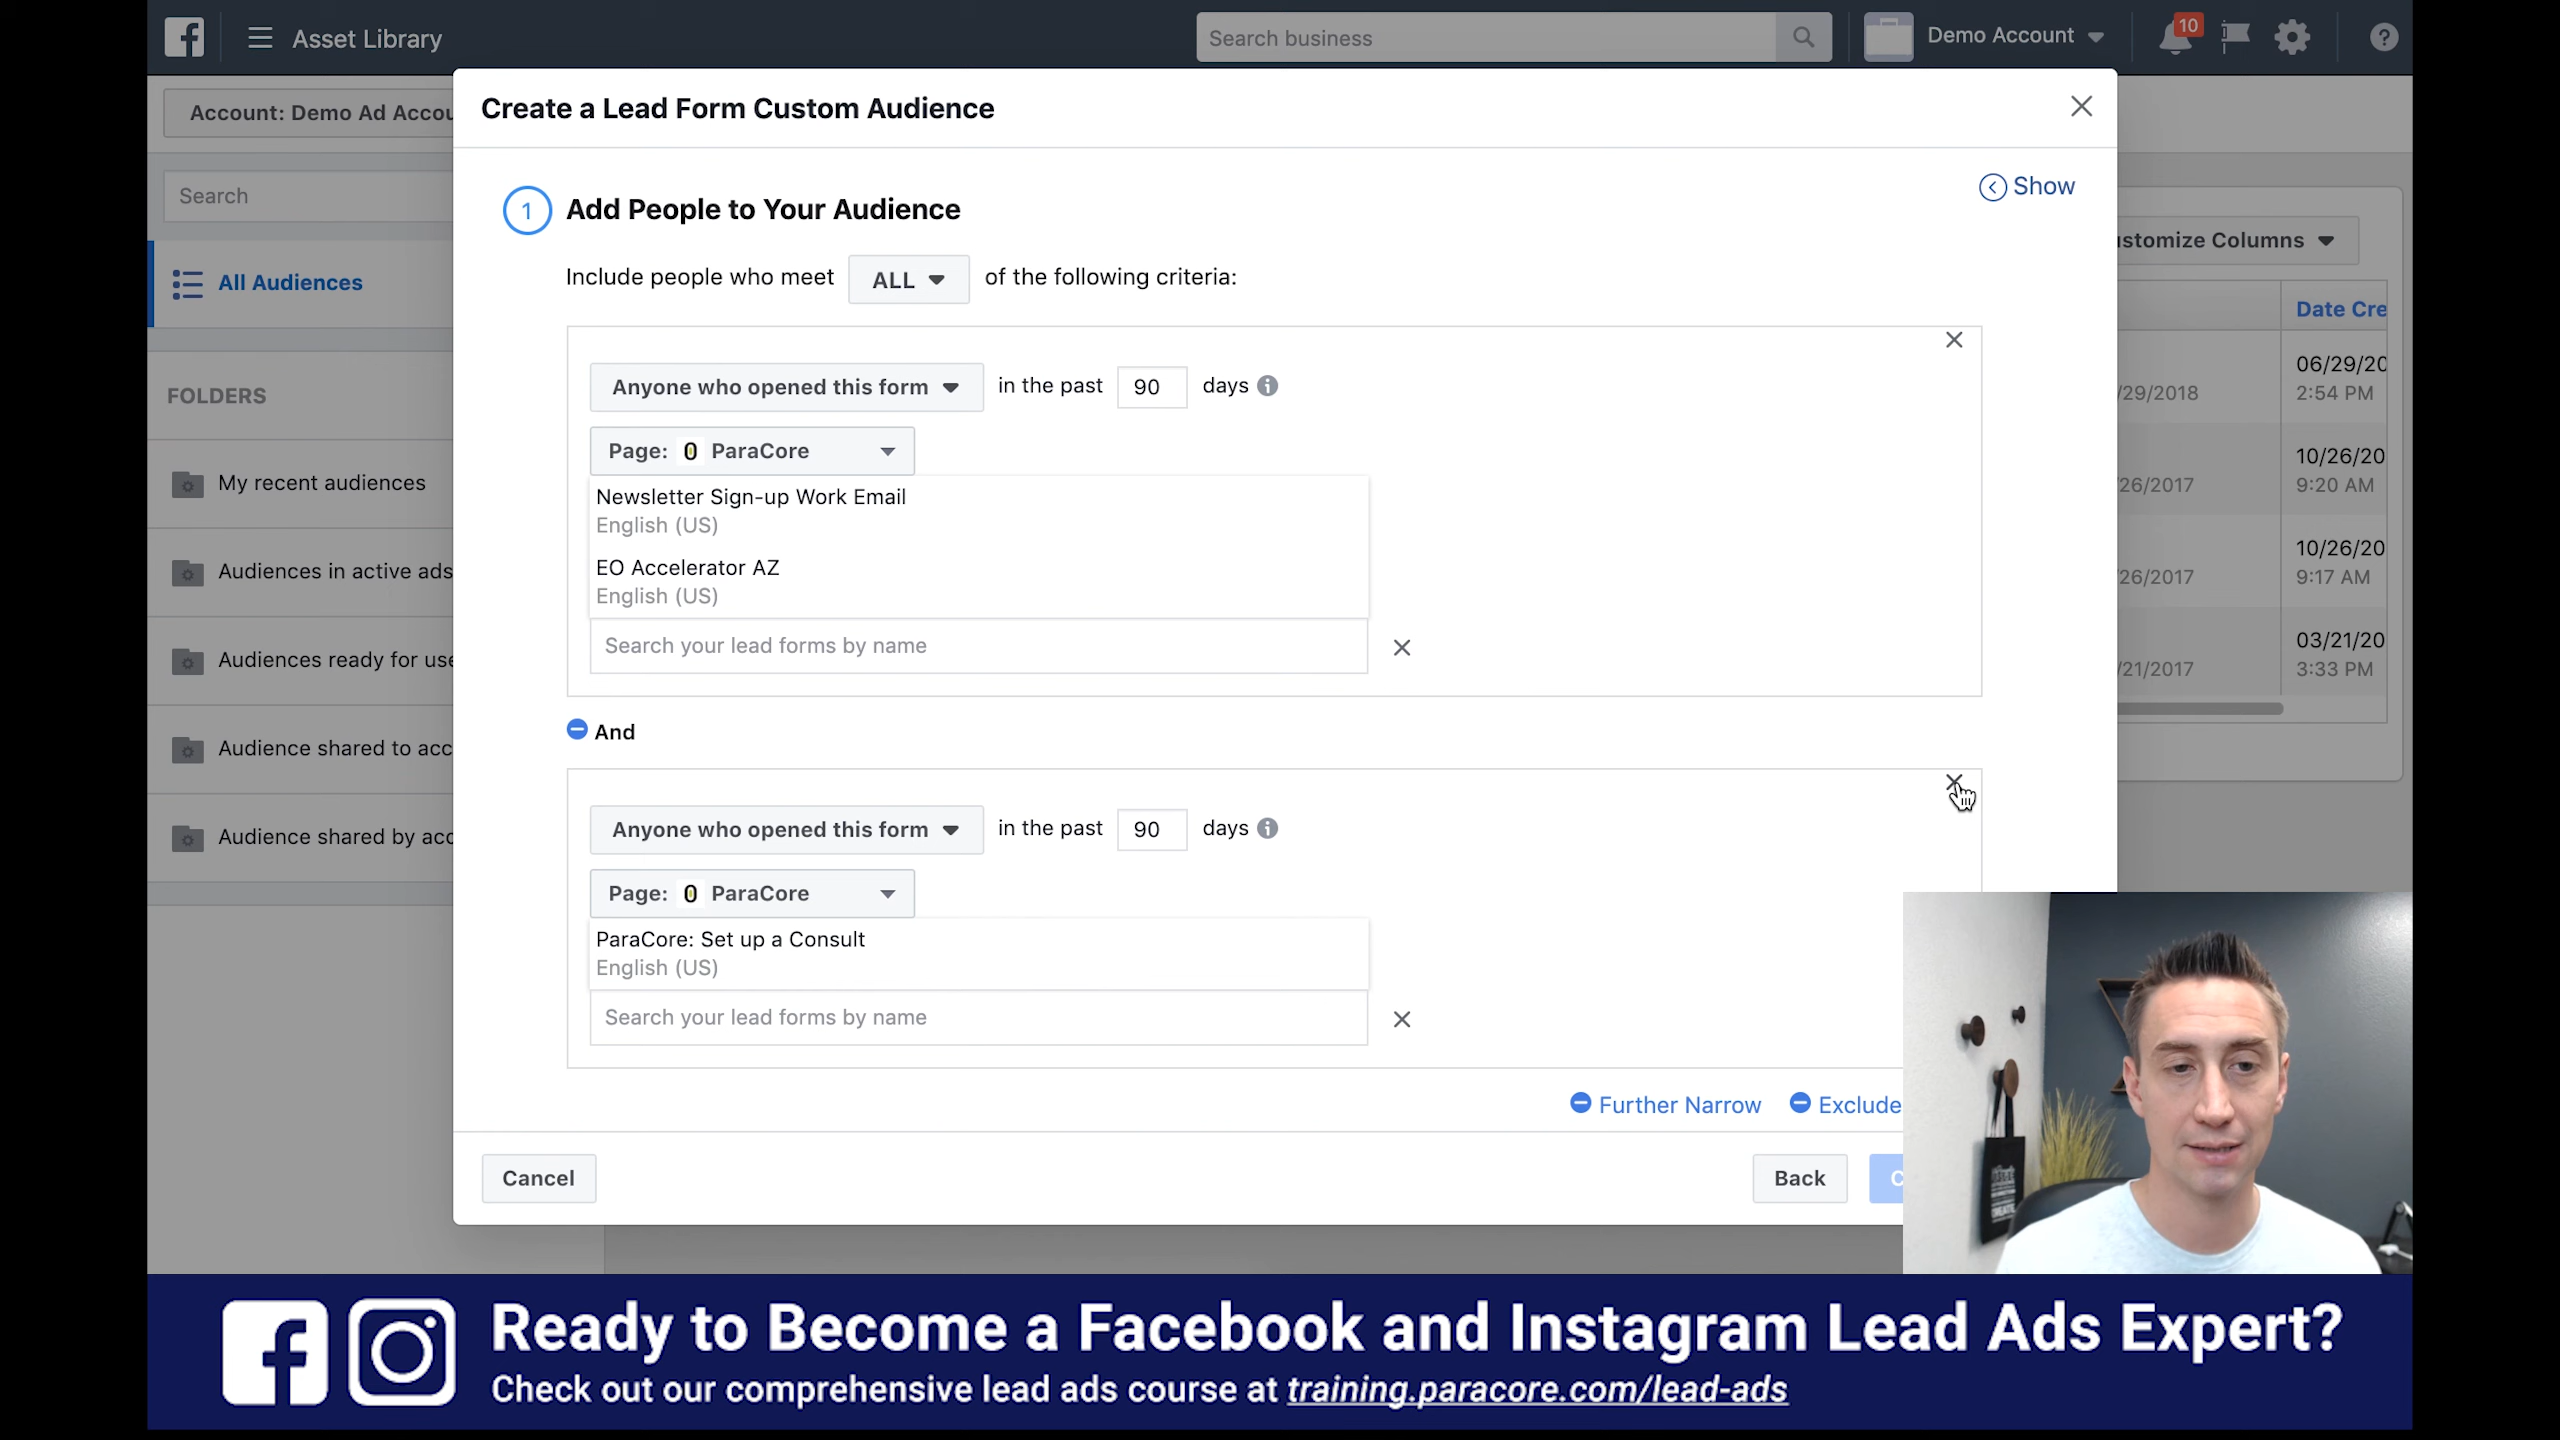 Asset Library
Search business
Demo Account
10
Account: Demo Ad Accou
Search
All Audiences
FOLDERS
My recent audiences
Audiences in active ads
Audiences ready for use
Audience shared to acc
Audience shared by acc
Create a Lead Form Custom Audience
Show
1 Add People to Your Audience
Include people who meet ALL of the following criteria:
Anyone who opened this form in the past 90 days
Page: ParaCore
Newsletter Sign-up Work Email
English (US)
EO Accelerator AZ
English (US)
Search your lead forms by name
And
Anyone who opened this form in the past 90 days
Page: ParaCore
ParaCore: Set up a Consult
English (US)
Search your lead forms by name
Further Narrow Exclude
Cancel
Back
C
stomize Columns
Date Cre
06/29/20
/29/2018 2:54 PM
10/26/20
26/2017 9:20 AM
10/26/20
26/2017 9:17 AM
03/21/20
/21/2017 3:33 PM
Ready to Become a Facebook and Instagram Lead Ads Expert?
Check out our comprehensive lead ads course at training.paracore.com/lead-ads